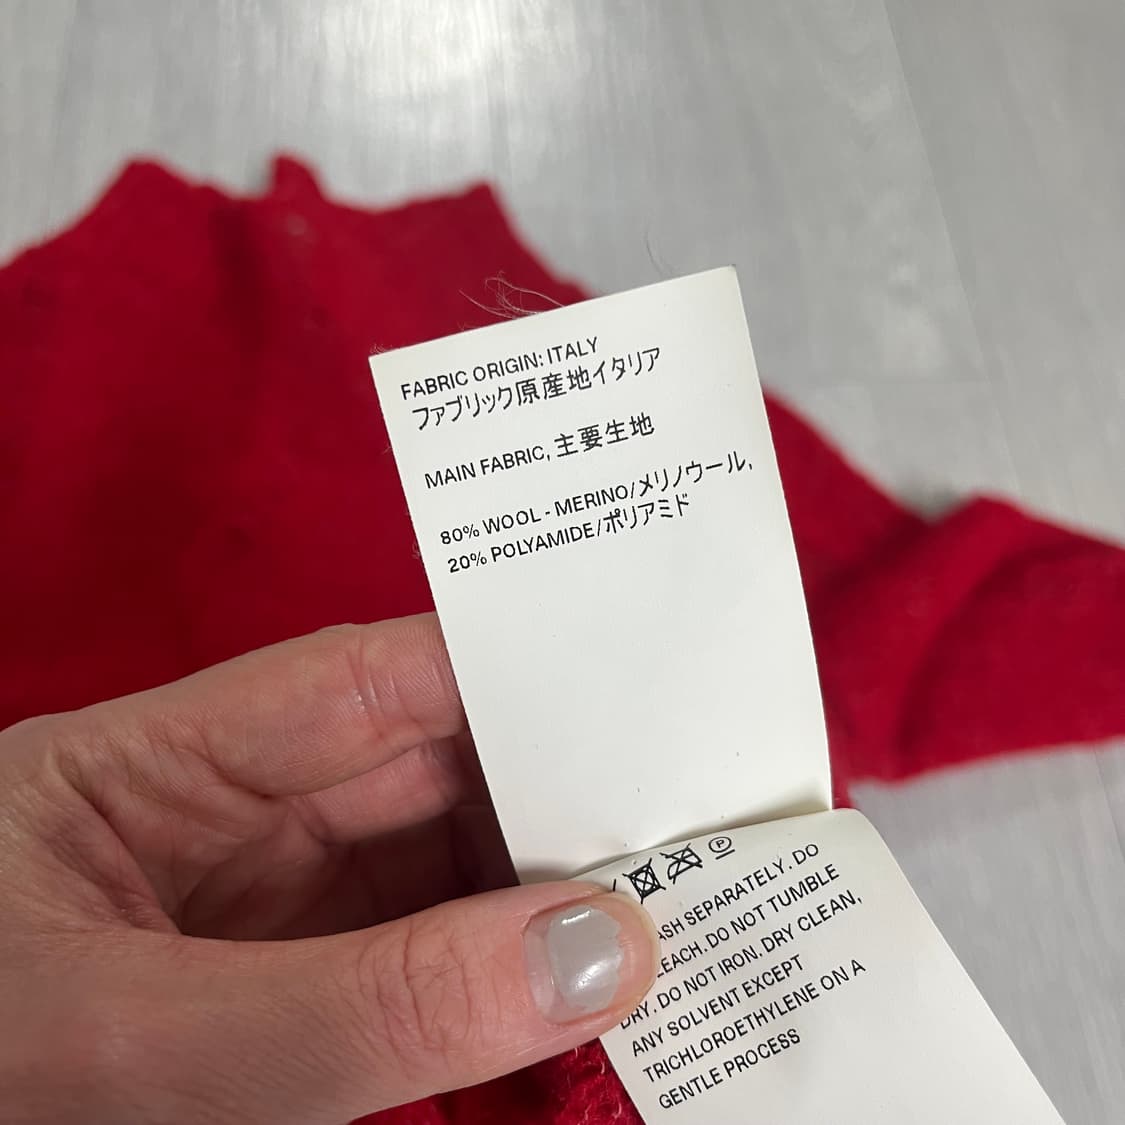 FABRIC ORIGIN: ITALY
ファブリック原産地イタリア
MAIN FABRIC, 主要生地
80% WOOL - MERINO/メリノウール,
20% POLYAMIDE/ポリアミド
P
SEPARATELY. DO
DO NOT TUMBLE
DRY. DO NOT IRON. DRY CLEAN,
ANY SOLVENT EXCEPT
TRICHLOROETHYLENE ON A
GENTLE PROCESS